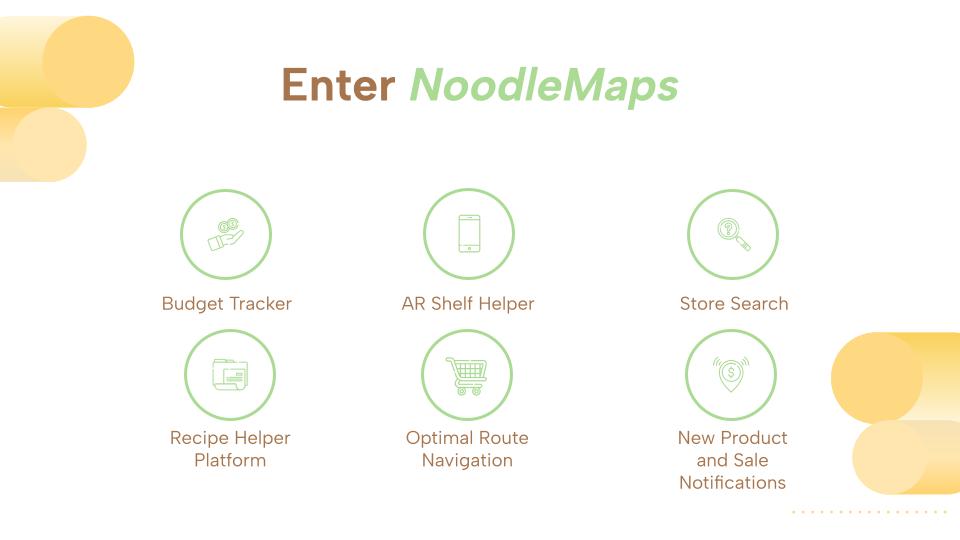 Enter NoodleMaps
Budget Tracker
AR Shelf Helper
Store Search
Recipe Helper
Platform
Optimal Route
Navigation
New Product
and Sale
Notifications